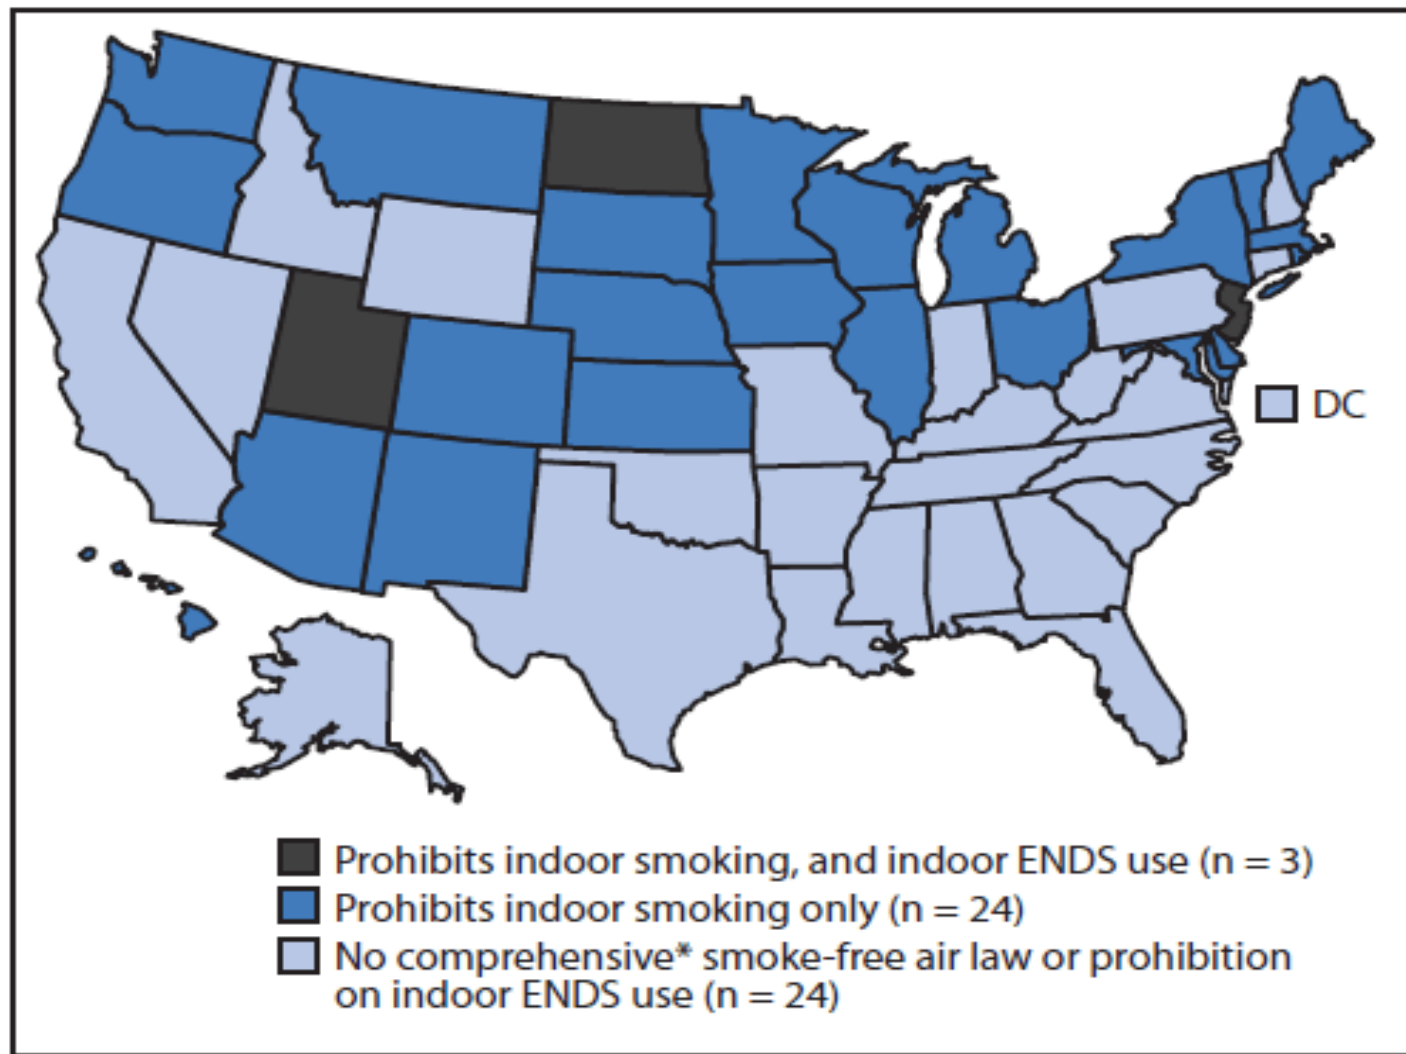 DC
Prohibits indoor smoking, and indoor ENDS use (n = 3)
Prohibits indoor smoking only (n = 24)
No comprehensive* smoke-free air law or prohibition
on indoor ENDS use (n = 24)